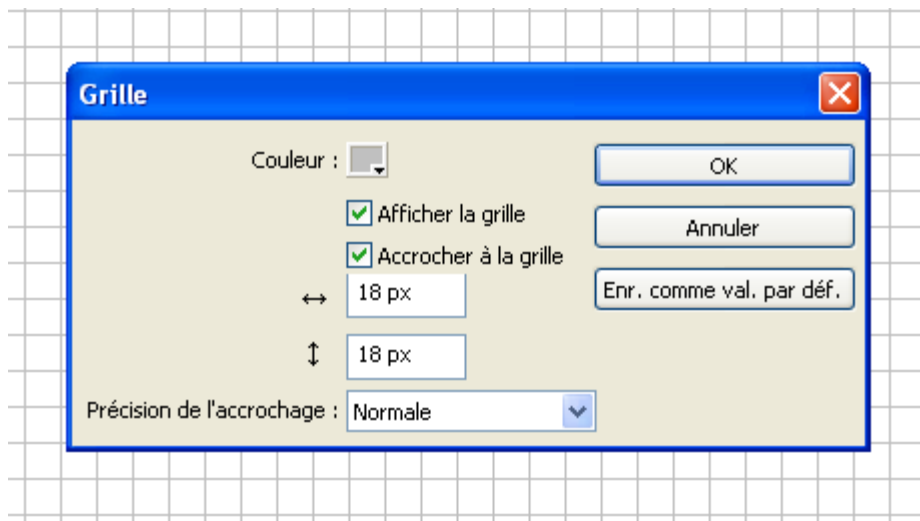 Grille
Couleur :
OK
Afficher la grille
Annuler
Accrocher à la grille
18 px
Enr. comme val. par déf.
18 px
Précision de l'accrochage : Normale